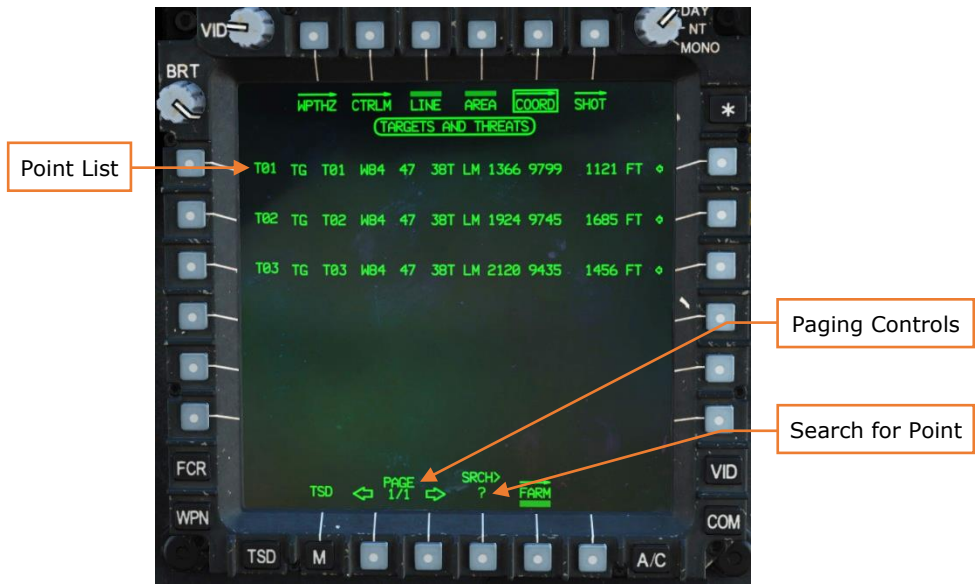 VID
DAY
NT
MONO
BRT
WPTHZ CTRLM LINE AREA COORD SHOT
TARGETS AND THREATS
*
Point List
T01 TG T01 W84 47 38T LM 1366 9799 1121 FT
T02 TG T02 W84 47 38T LM 1924 9745 1685 FT
T03 TG T03 W84 47 38T LM 2120 9435 1456 FT
Paging Controls
Search for Point
FCR
VID
TSD PAGE 1/1 SRCH> ? FARM
WPN
COM
TSD M A/C